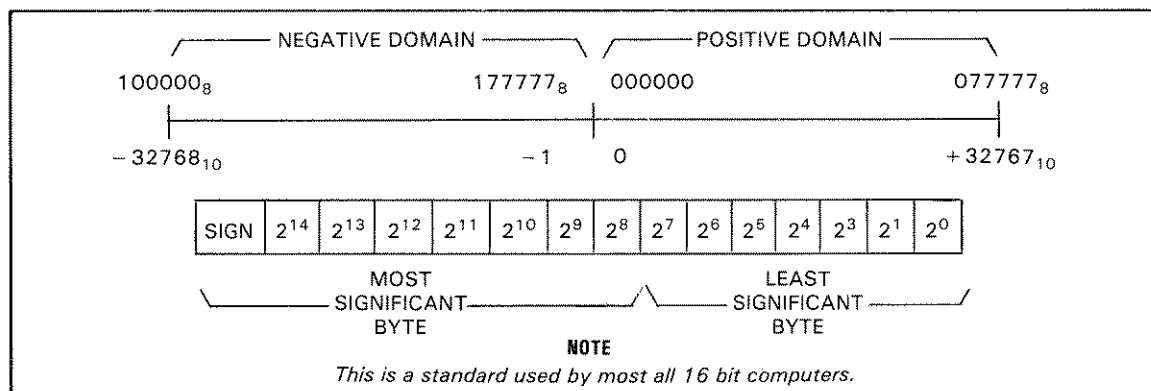 NEGATIVE DOMAIN POSITIVE DOMAIN
100000₈ 177777₈ 000000 077777₈
−32768₁₀ −1 0 +32767₁₀
SIGN 2¹⁴ 2¹³ 2¹² 2¹¹ 2¹⁰ 2⁹ 2⁸ 2⁷ 2⁶ 2⁵ 2⁴ 2³ 2¹ 2⁰
MOST SIGNIFICANT BYTE
LEAST SIGNIFICANT BYTE
NOTE
This is a standard used by most all 16 bit computers.